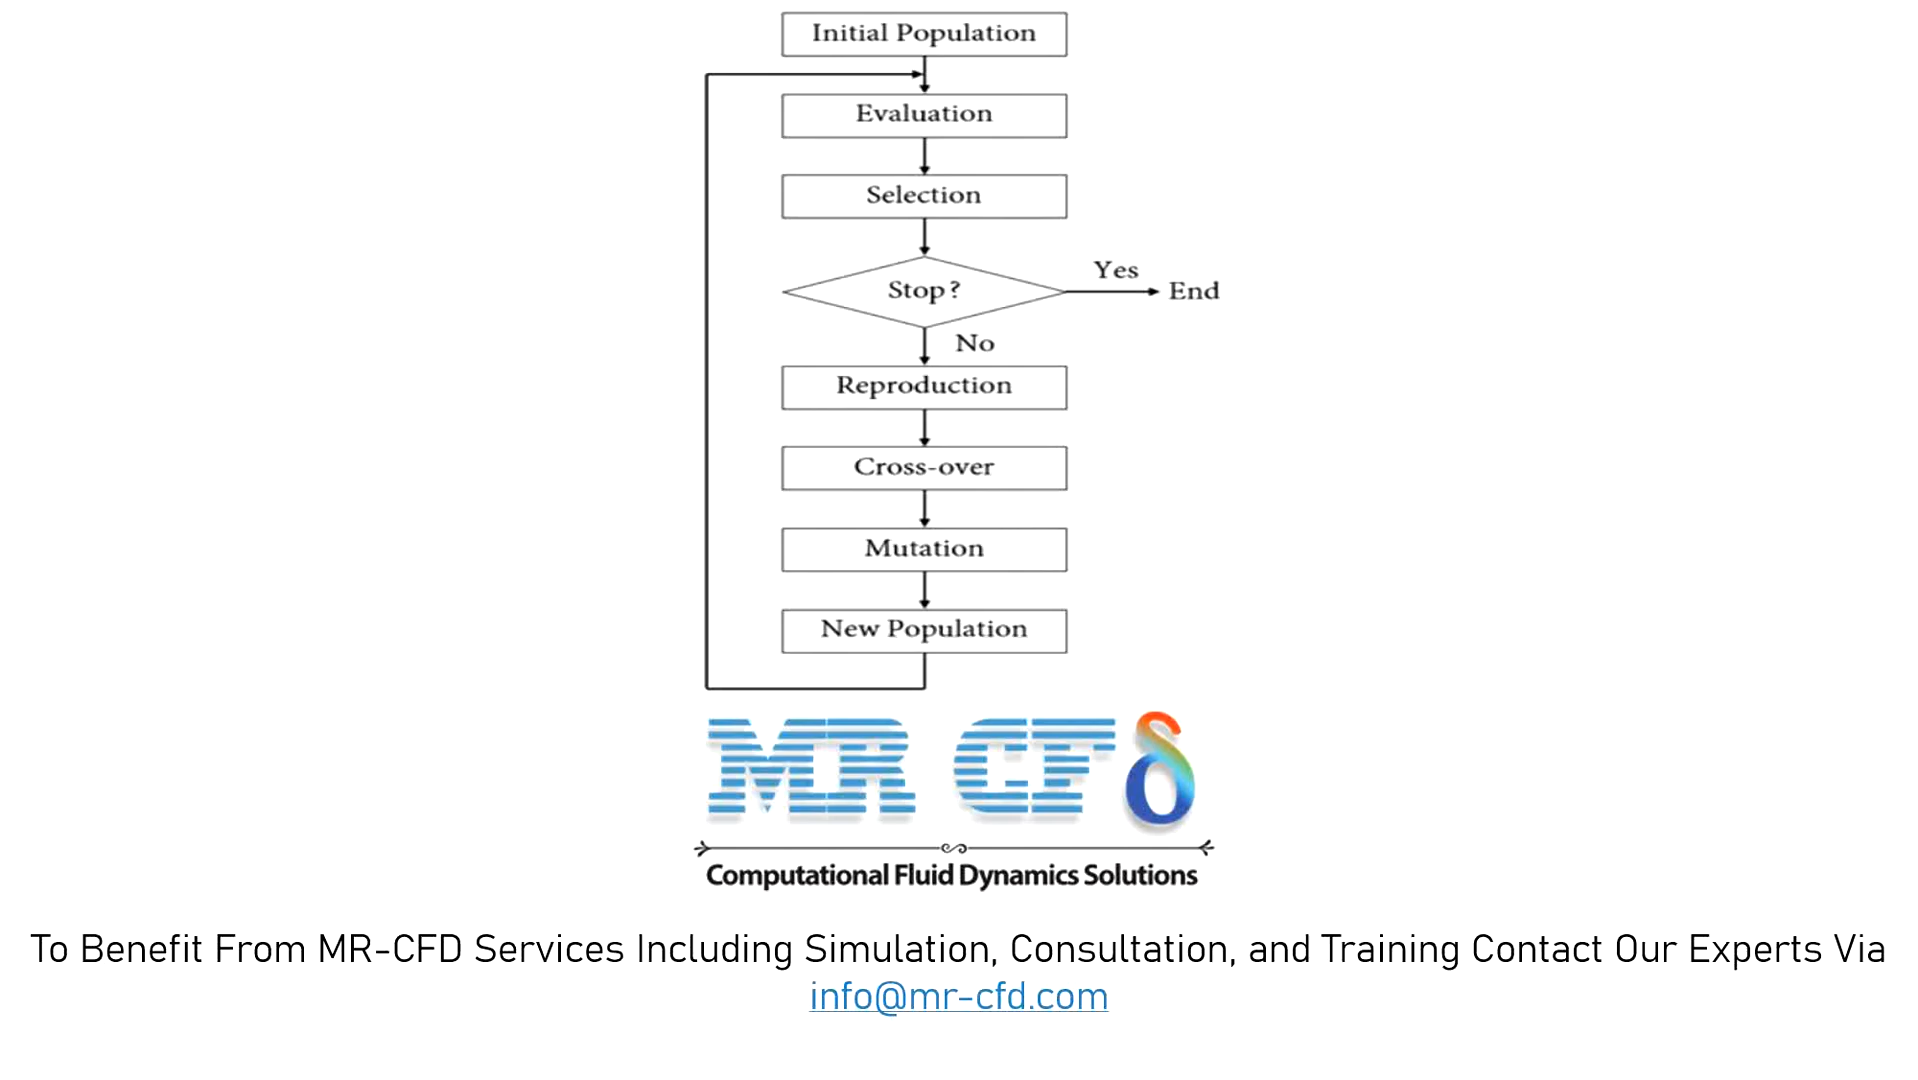 Initial Population
Evaluation
Selection
Stop?
Yes
End
No
Reproduction
Cross-over
Mutation
New Population
MR CFδ
Computational Fluid Dynamics Solutions
To Benefit From MR-CFD Services Including Simulation, Consultation, and Training Contact Our Experts Via
info@mr-cfd.com